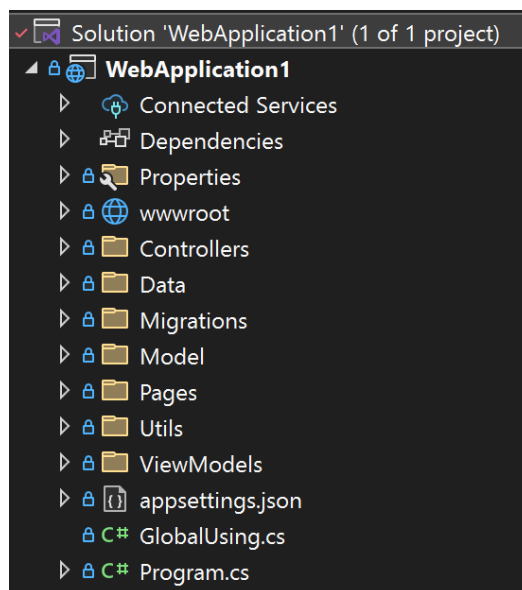 Solution 'WebApplication1' (1 of 1 project)
WebApplication1
Connected Services
Dependencies
Properties
wwwroot
Controllers
Data
Migrations
Model
Pages
Utils
ViewModels
appsettings.json
C# GlobalUsing.cs
C# Program.cs